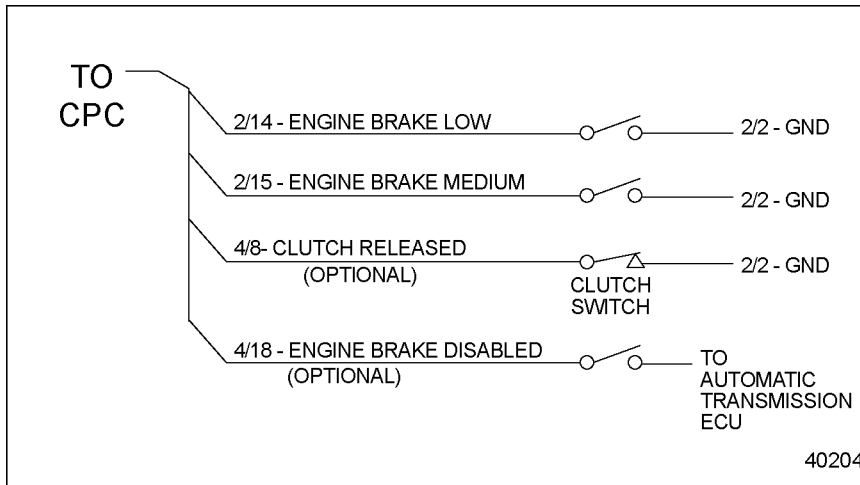 TO
CPC
2/14 - ENGINE BRAKE LOW
2/2 - GND
2/15 - ENGINE BRAKE MEDIUM
2/2 - GND
4/8- CLUTCH RELEASED
(OPTIONAL)
2/2 - GND
CLUTCH
SWITCH
4/18 - ENGINE BRAKE DISABLED
(OPTIONAL)
TO
AUTOMATIC
TRANSMISSION
ECU
40204